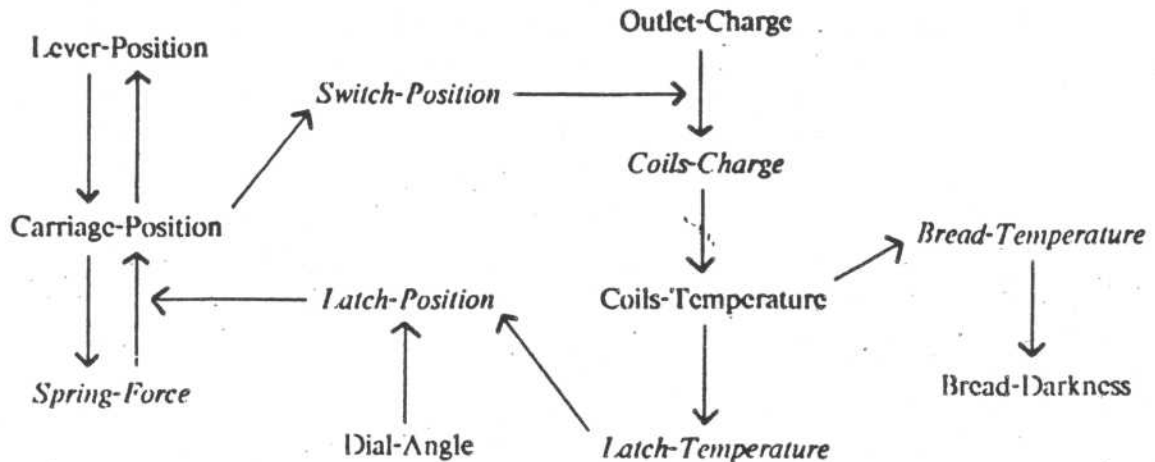 Outlet-Charge
Lever-Position
Switch-Position
Coils-Charge
Carriage-Position
Bread-Temperature
Latch-Position
Coils-Temperature
Spring-Force
Bread-Darkness
Dial-Angle
Latch-Temperature